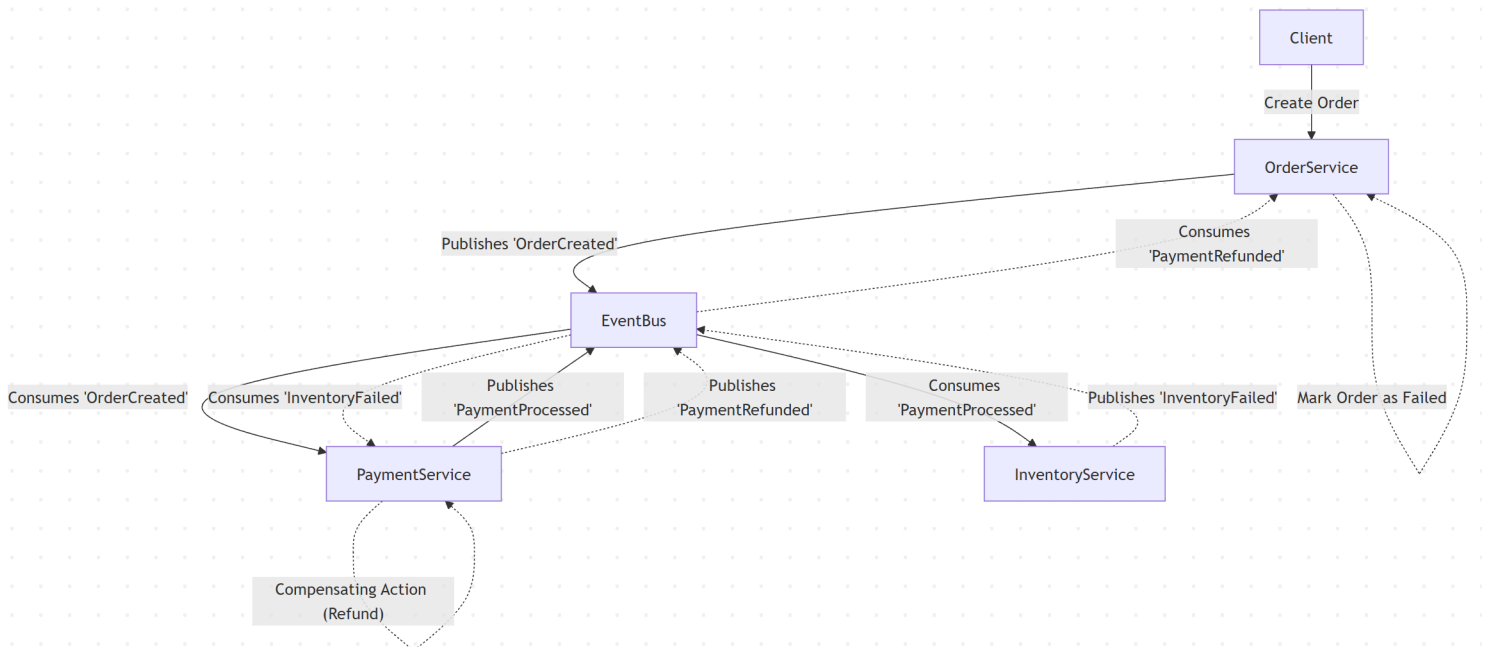 Client
Create Order
OrderService
Publishes 'OrderCreated'
Consumes
'PaymentRefunded'
EventBus
Consumes 'OrderCreated'
Consumes 'InventoryFailed'
Publishes
'PaymentProcessed'
Publishes
'PaymentRefunded'
Consumes
'PaymentProcessed'
Publishes 'InventoryFailed'
Mark Order as Failed
PaymentService
InventoryService
Compensating Action
(Refund)